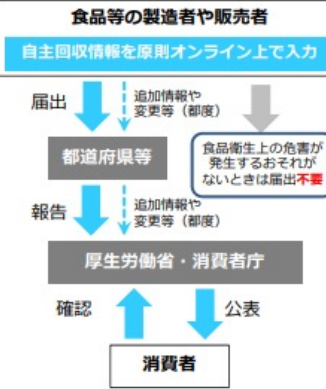 食品等の製造者や販売者
自主回収情報を原則オンライン上で入力
届出
追加情報や
変更等（都度）
食品衛生上の危害が
発生するおそれが
ないときは届出不要
都道府県等
報告
追加情報や
変更等（都度）
厚生労働省・消費者庁
確認
公表
消費者